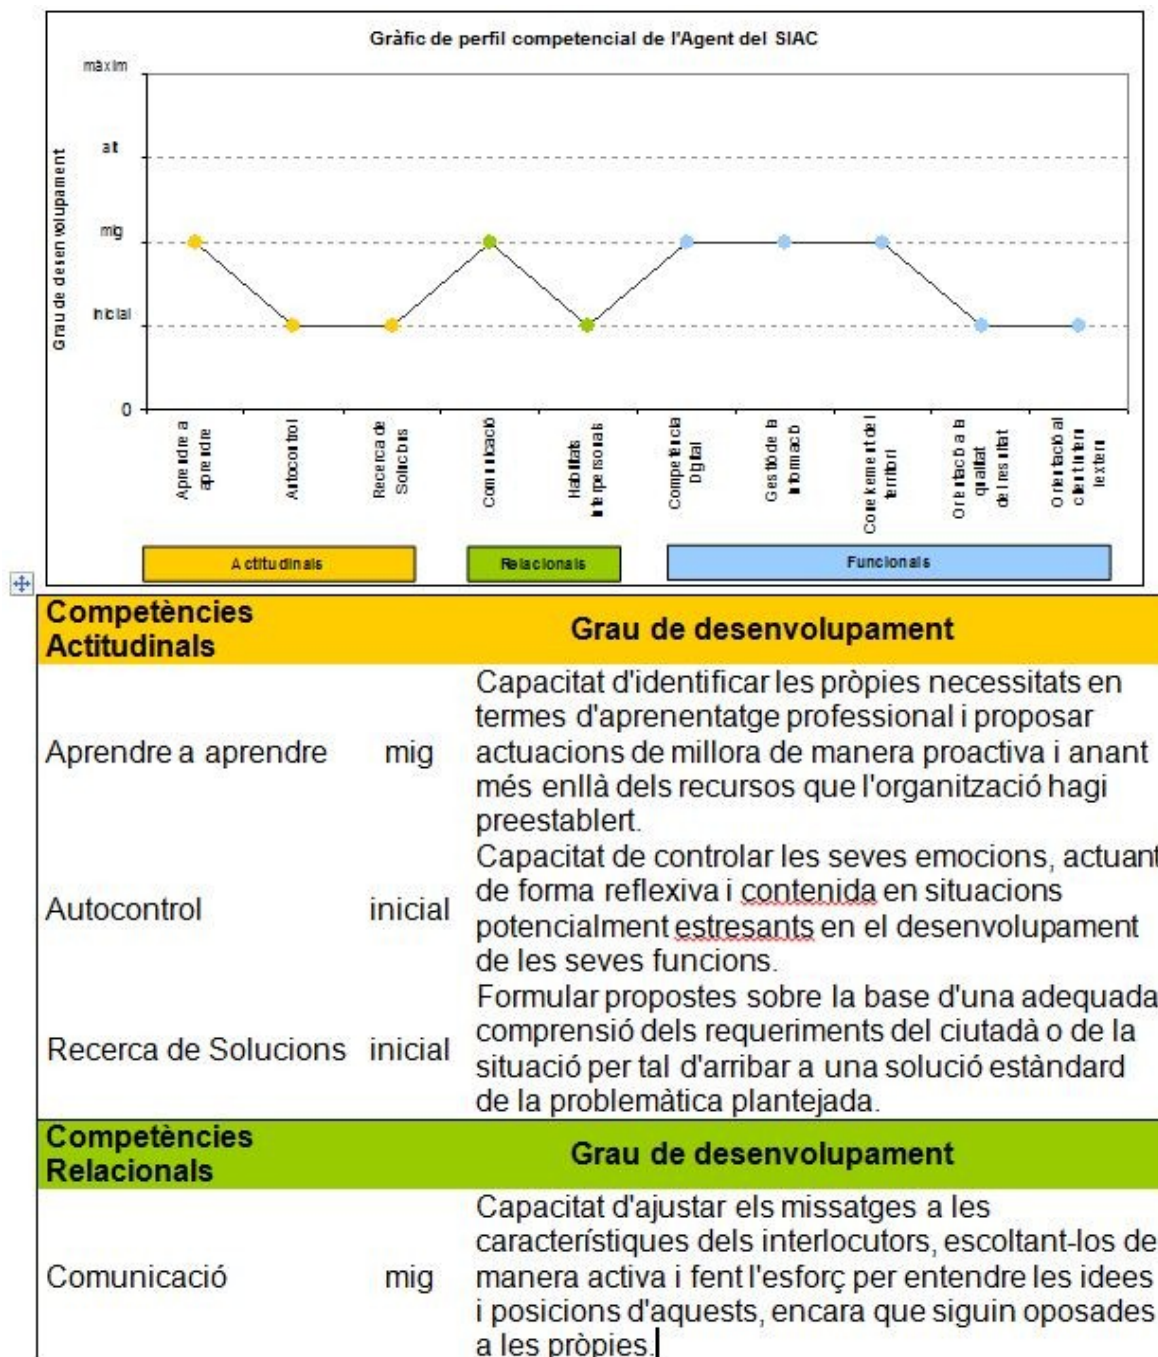 Gràfic de perfil competencial de l'Agent del SIAC
Grau de desenvolupament
màxim
alt
mig
inicial
0
Aprendre a
aprendre
Autocontrol
Recerca de
Solucions
Comunicació
Habilitats
Interpersonals
Competència
Digital
Gestió de la
Informació
Coneixement del
territori
Orientació a la
qualitat
del resultat
Orientació al
client intern
i extern
Actitudinals
Relacionals
Funcionals
Competències
Actitudinals
Grau de desenvolupament
Aprendre a aprendre
mig
Capacitat d'identificar les pròpies necessitats en
termes d'aprenentatge professional i proposar
actuacions de millora de manera proactiva i anant
més enllà dels recursos que l'organització hagi
preestablert.
Autocontrol
inicial
Capacitat de controlar les seves emocions, actuant
de forma reflexiva i contenida en situacions
potencialment estresants en el desenvolupament
de les seves funcions.
Recerca de Solucions
inicial
Formular propostes sobre la base d'una adequada
comprensió dels requeriments del ciutadà o de la
situació per tal d'arribar a una solució estàndard
de la problemàtica plantejada.
Competències
Relacionals
Grau de desenvolupament
Comunicació
mig
Capacitat d'ajustar els missatges a les
característiques dels interlocutors, escoltant-los de
manera activa i fent l'esforç per entendre les idees
i posicions d'aquests, encara que siguin oposades
a les pròpies.